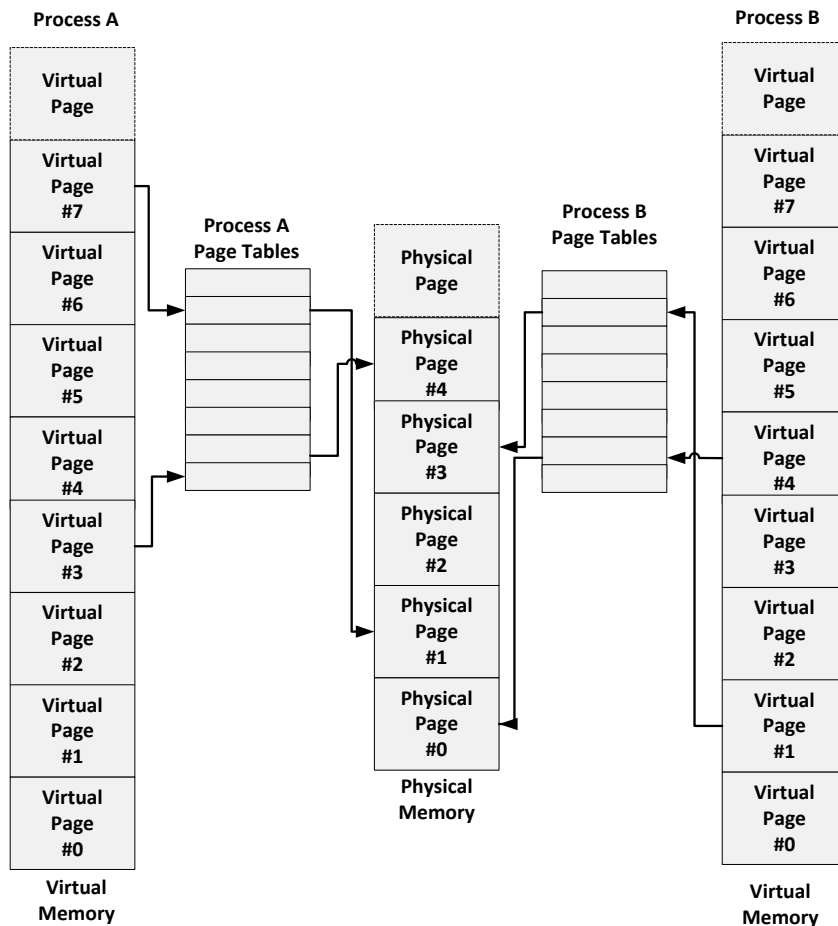 Process A
Virtual
Page
Virtual
Page
#7
Virtual
Page
#6
Virtual
Page
#5
Virtual
Page
#4
Virtual
Page
#3
Virtual
Page
#2
Virtual
Page
#1
Virtual
Page
#0
Virtual
Memory
Process A
Page Tables
Physical
Page
Physical
Page
#4
Physical
Page
#3
Physical
Page
#2
Physical
Page
#1
Physical
Page
#0
Physical
Memory
Process B
Page Tables
Process B
Virtual
Page
Virtual
Page
#7
Virtual
Page
#6
Virtual
Page
#5
Virtual
Page
#4
Virtual
Page
#3
Virtual
Page
#2
Virtual
Page
#1
Virtual
Page
#0
Virtual
Memory